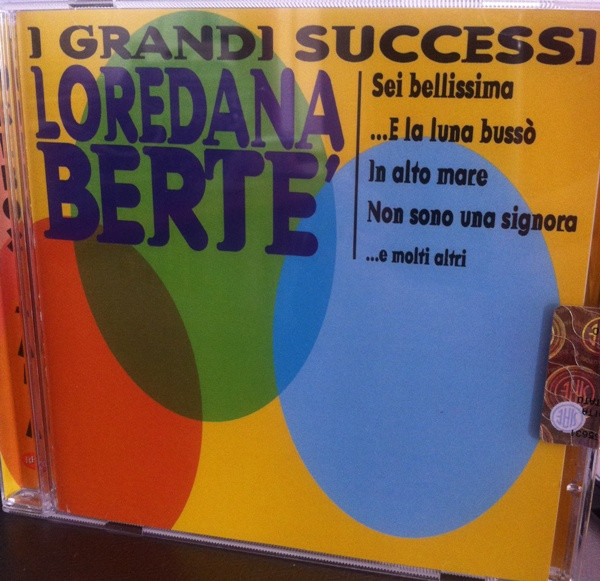 I GRANDI SUCCESSI
LOREDANA
BERTE'
Sei bellissima
...E la luna bussò
In alto mare
Non sono una signora
...e molti altri